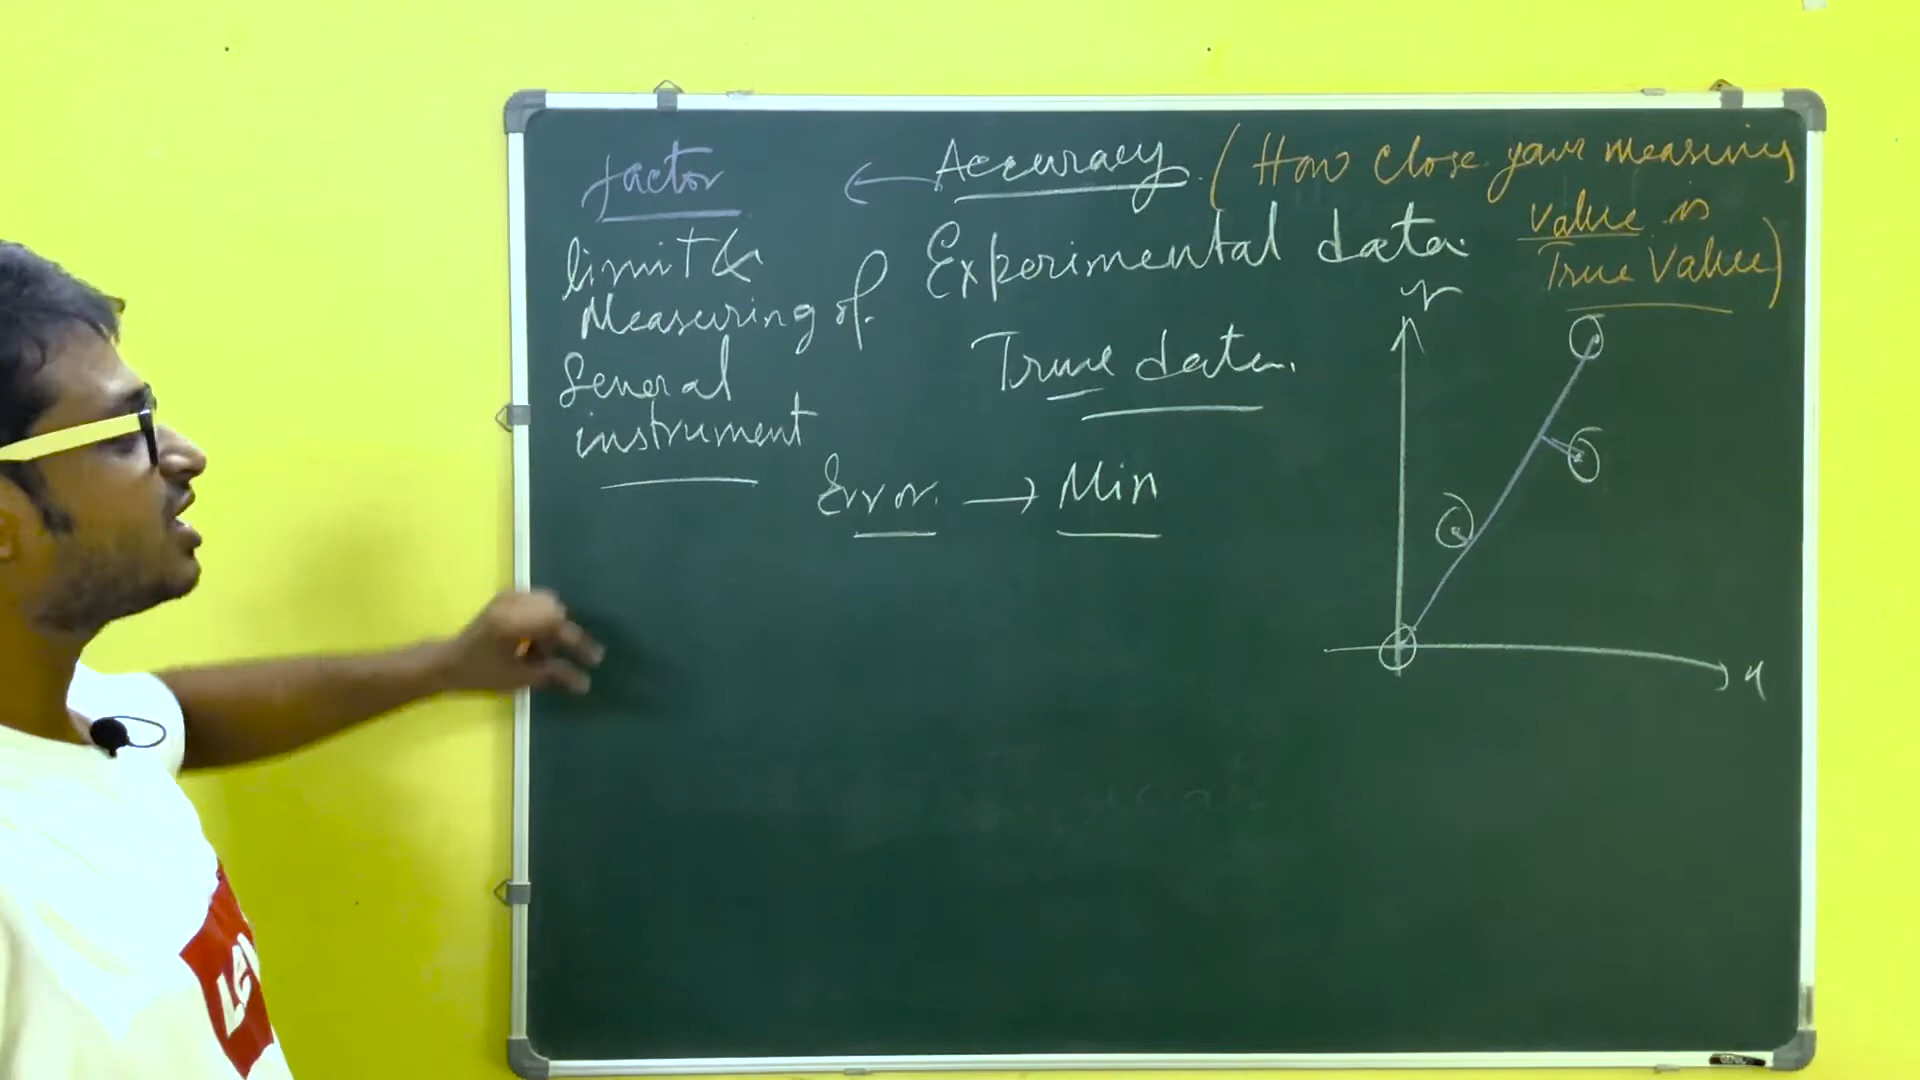 factor
limit &
Measuring of
General
instrument
← Accuracy (How close your measuring
value is
True Value)
Experimental data
True data.
Error. → Min
y
x
LEV